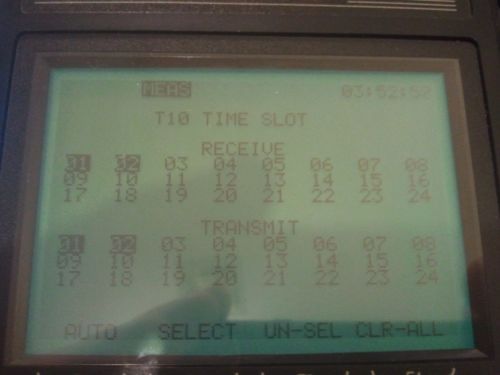 MEAS 03:52:52
T10 TIME SLOT
RECEIVE
01 02 03 04 05 06 07 08
09 10 11 12 13 14 15 16
17 18 19 20 21 22 23 24
TRANSMIT
01 02 03 04 05 06 07 08
09 10 11 12 13 14 15 16
17 18 19 20 21 22 23 24
AUTO SELECT UN-SEL CLR-ALL